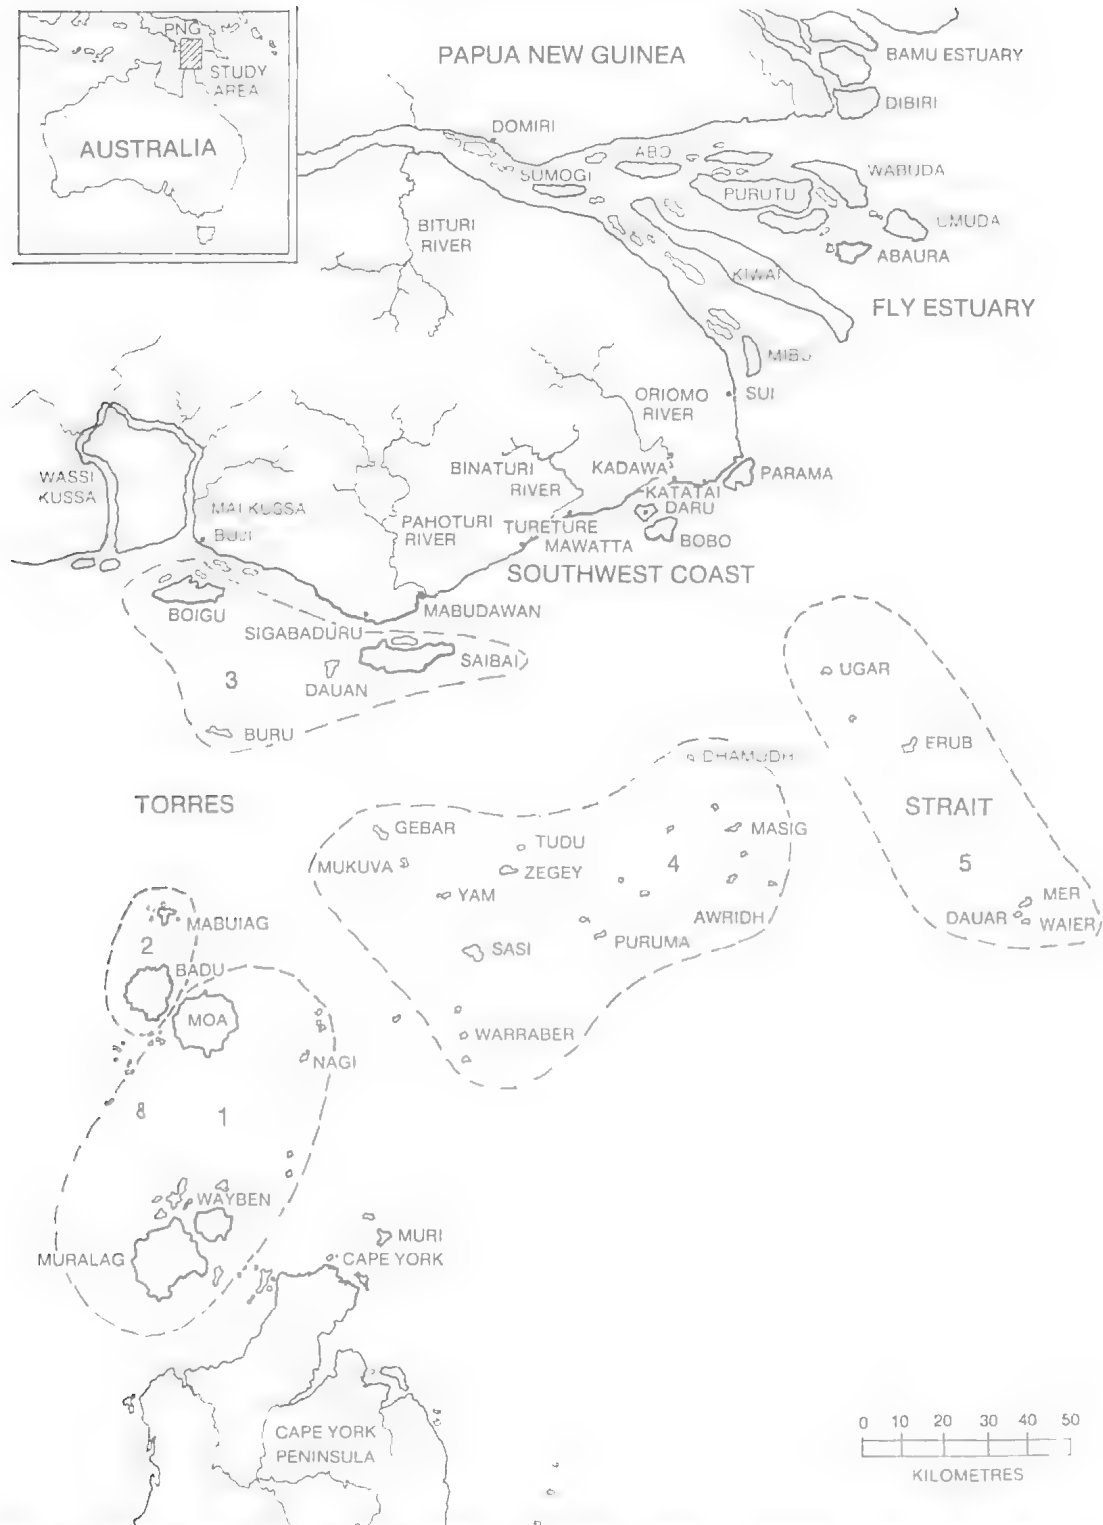 PNG
STUDY
AREA
AUSTRALIA
PAPUA NEW GUINEA
BAMU ESTUARY
DIBIRI
DOMIRI
ABO
SUMOGI
WABUDA
PURUTU
UMUDA
ABAURA
BITURI
RIVER
KIWAI
FLY ESTUARY
MIBU
SUI
ORIOMO
RIVER
WASSI
KUSSA
MAI KUSSA
BUJI
BINATURI
RIVER
KADAWA
PARAMA
KATATAI
DARU
PAHOTURI
RIVER
TURETURE
MAWATTA
BOBO
SOUTHWEST COAST
BOIGU
MABUDAWAN
SIGABADURU
SAIBAI
3
DAUAN
BURU
UGAR
ERUB
DHAMUDH
TORRES
STRAIT
GEBAR
TUDU
MASIG
MUKUVA
ZEGEY
4
5
YAM
MER
DAUAR
WAIER
AWRIDH
MABUIAG
2
SASI
PURUMA
BADU
MOA
WARRABER
NAGI
8
1
WAYBEN
MURI
MURALAG
CAPE YORK
CAPE YORK
PENINSULA
0 10 20 30 40 50
KILOMETRES